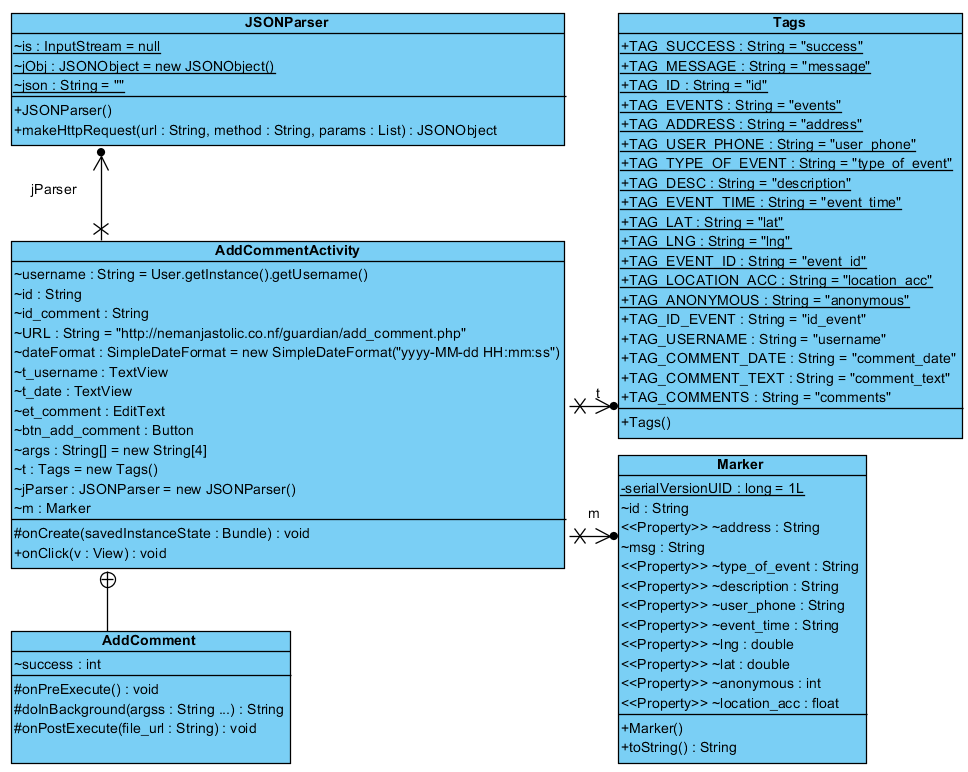 JSONParser
~is : InputStream = null
~jObj : JSONObject = new JSONObject()
~json : String = ""
+JSONParser()
+makeHttpRequest(url : String, method : String, params : List) : JSONObject
jParser
AddCommentActivity
~username : String = User.getInstance().getUsername()
~id : String
~id_comment : String
~URL : String = "http://nemanjastolic.co.nf/guardian/add_comment.php"
~dateFormat : SimpleDateFormat = new SimpleDateFormat("yyyy-MM-dd HH:mm:ss")
~t_username : TextView
~t_date : TextView
~et_comment : EditText
~btn_add_comment : Button
~args : String[] = new String[4]
~t : Tags = new Tags()
~jParser : JSONParser = new JSONParser()
~m : Marker
#onCreate(savedInstanceState : Bundle) : void
+onClick(v : View) : void
AddComment
~success : int
#onPreExecute() : void
#doInBackground(argss : String ...) : String
#onPostExecute(file_url : String) : void
Tags
+TAG_SUCCESS : String = "success"
+TAG_MESSAGE : String = "message"
+TAG_ID : String = "id"
+TAG_EVENTS : String = "events"
+TAG_ADDRESS : String = "address"
+TAG_USER_PHONE : String = "user_phone"
+TAG_TYPE_OF_EVENT : String = "type_of_event"
+TAG_DESC : String = "description"
+TAG_EVENT_TIME : String = "event_time"
+TAG_LAT : String = "lat"
+TAG_LNG : String = "lng"
+TAG_EVENT_ID : String = "event_id"
+TAG_LOCATION_ACC : String = "location_acc"
+TAG_ANONYMOUS : String = "anonymous"
+TAG_ID_EVENT : String = "id_event"
+TAG_USERNAME : String = "username"
+TAG_COMMENT_DATE : String = "comment_date"
+TAG_COMMENT_TEXT : String = "comment_text"
+TAG_COMMENTS : String = "comments"
+Tags()
t
m
Marker
-serialVersionUID : long = 1L
~id : String
<<Property>> ~address : String
~msg : String
<<Property>> ~type_of_event : String
<<Property>> ~description : String
<<Property>> ~user_phone : String
<<Property>> ~event_time : String
<<Property>> ~lng : double
<<Property>> ~lat : double
<<Property>> ~anonymous : int
<<Property>> ~location_acc : float
+Marker()
+toString() : String